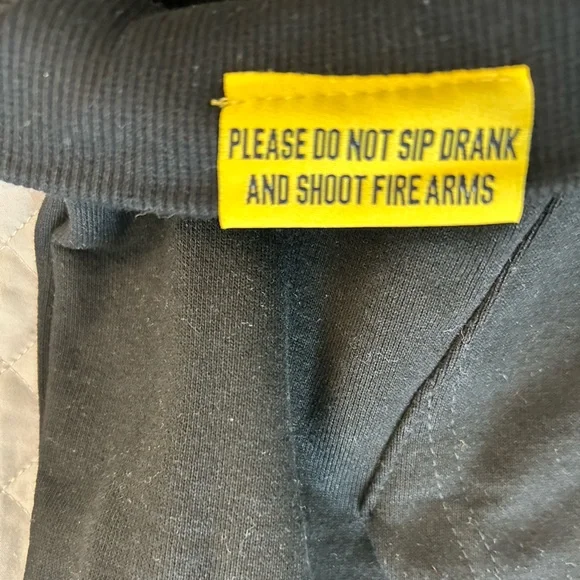 PLEASE DO NOT SIP DRANK
AND SHOOT FIRE ARMS